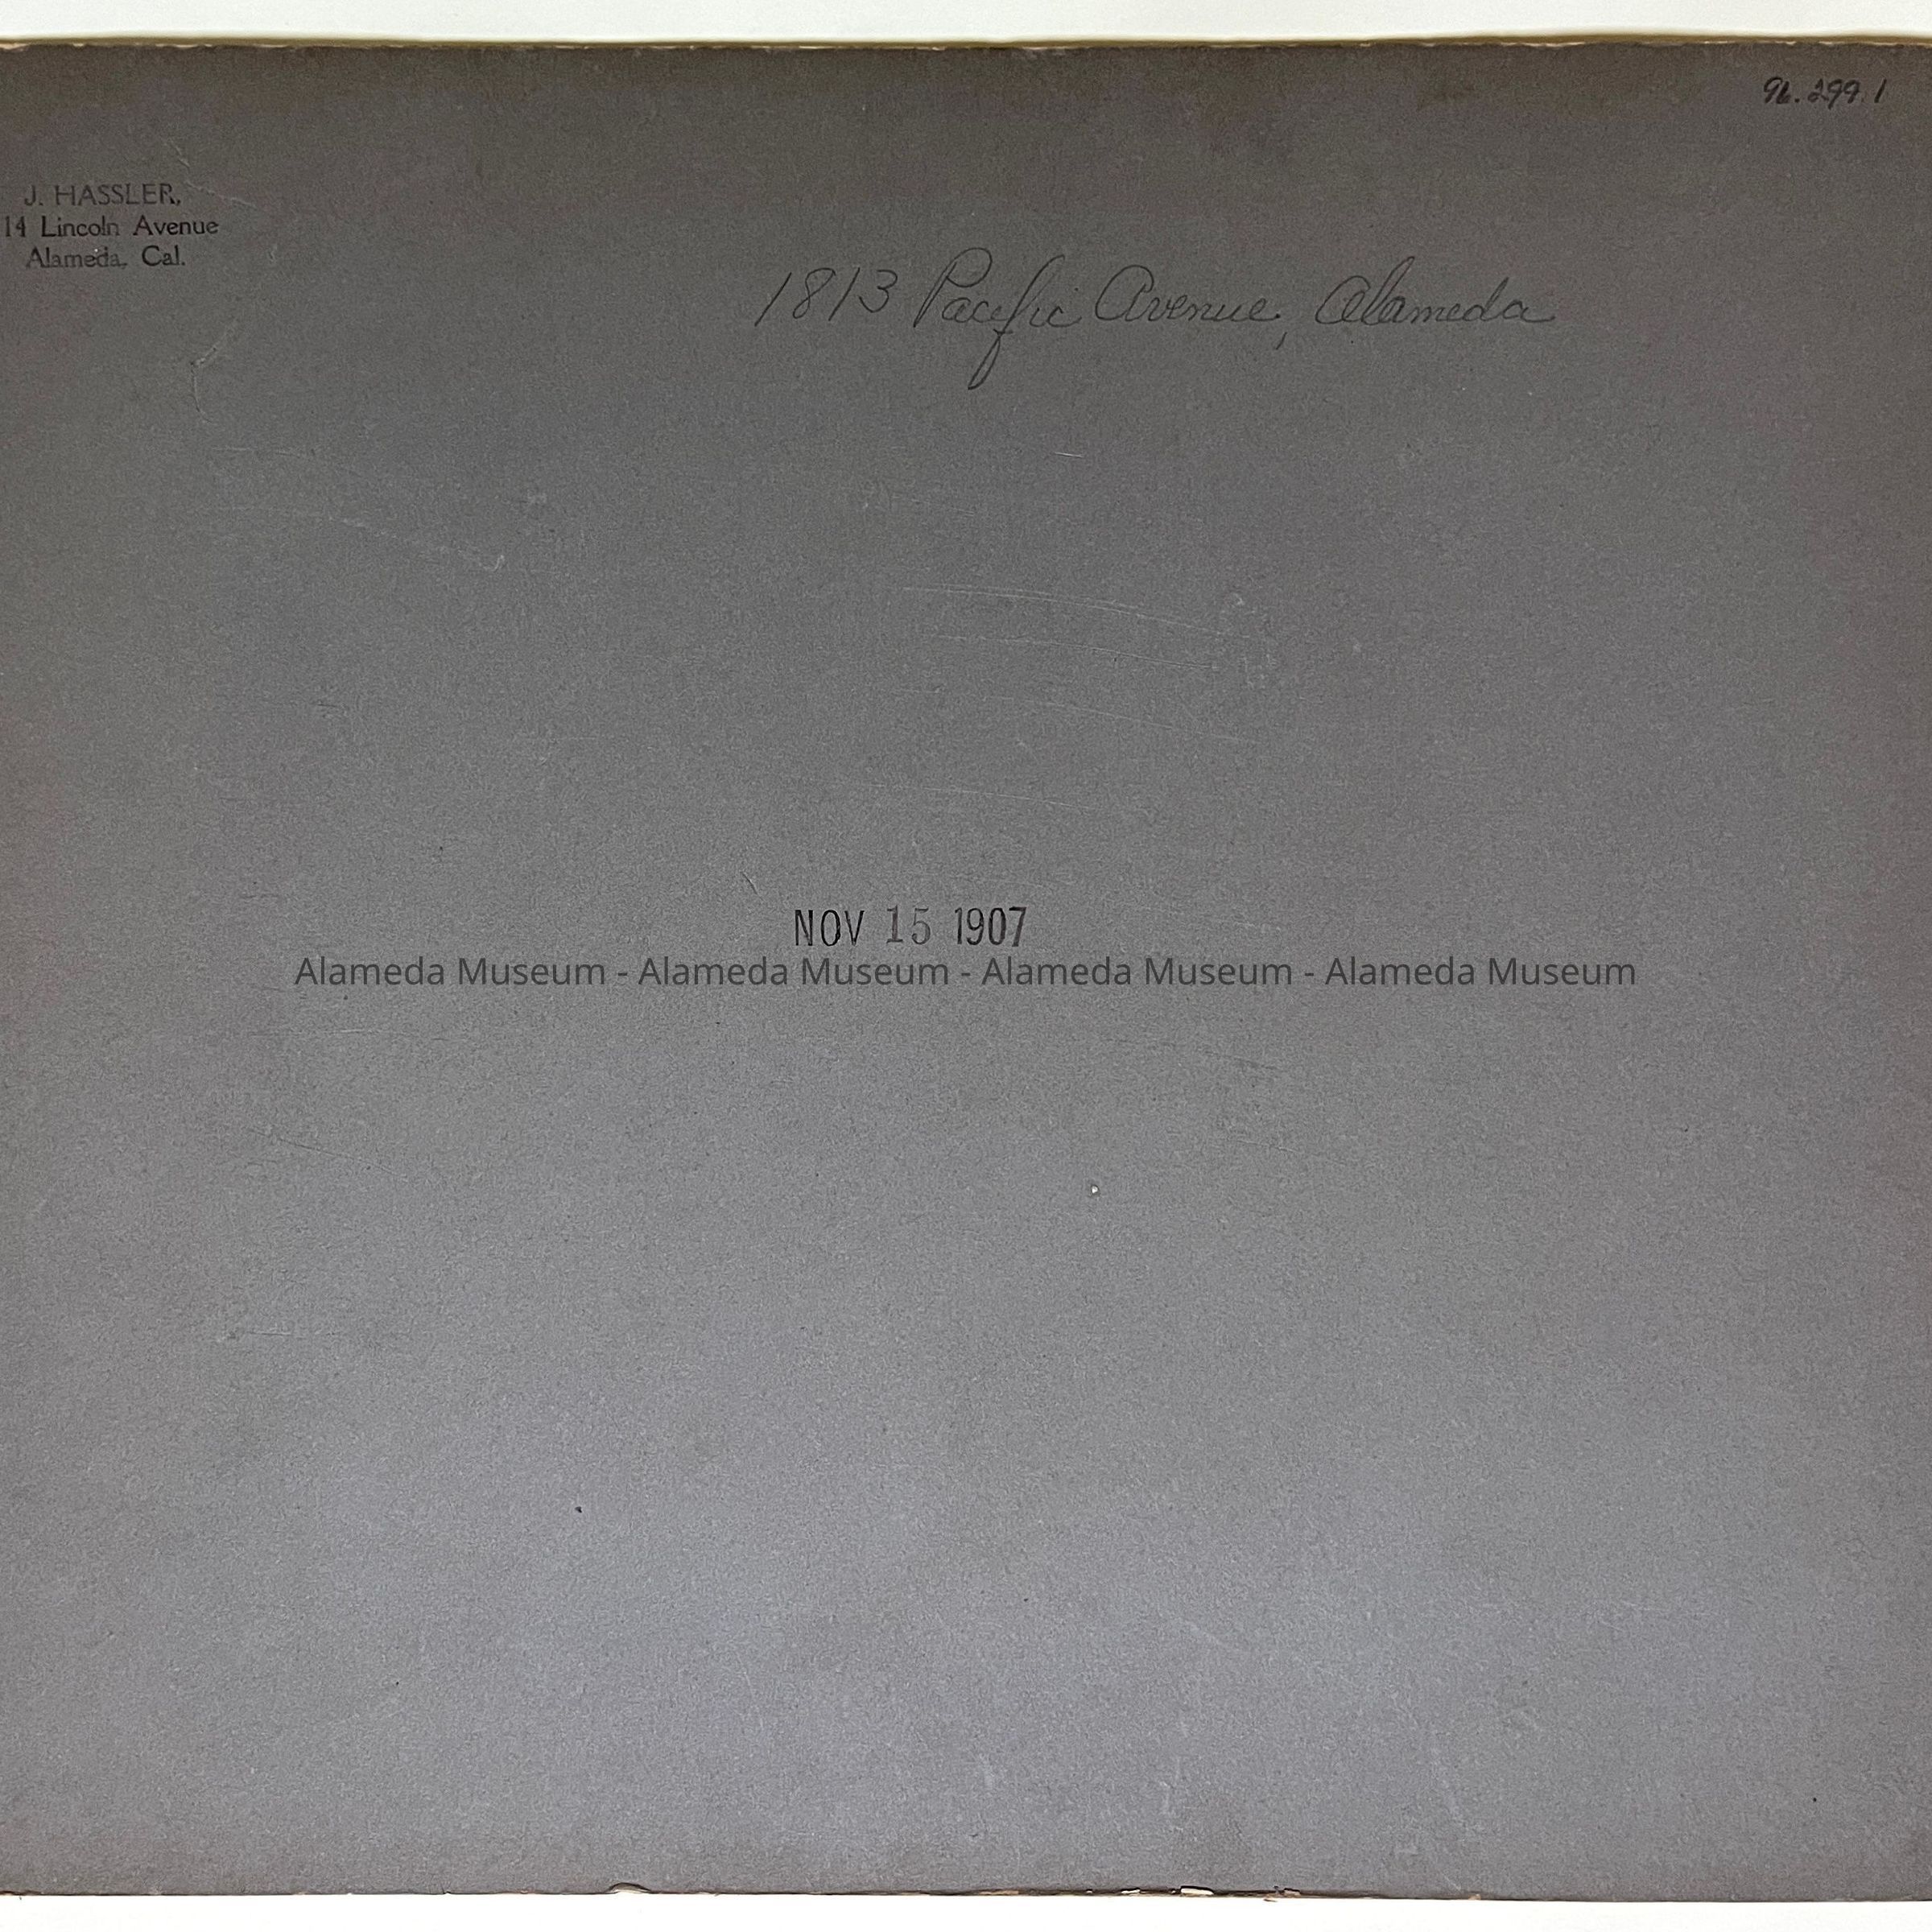 96.299.1
J. HASSLER,
14 Lincoln Avenue
Alameda, Cal.
1813 Pacific Avenue, Alameda
NOV 15 1907
Alameda Museum - Alameda Museum - Alameda Museum - Alameda Museum